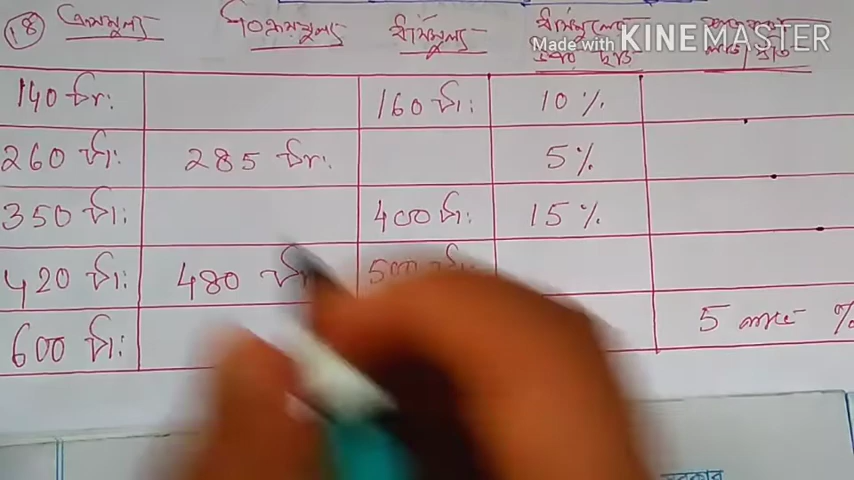 18 ক্রয়মূল্য বিক্রয়মূল্য ধার্যমূল্য
Made with KINEMASTER
140 টা: 160 টা: 10 %
260 টা: 285 টা: 5 %
350 টা: 400 টা: 15 %
420 টা: 480 টা: 500 টা:
600 টা: 5 লাভ %